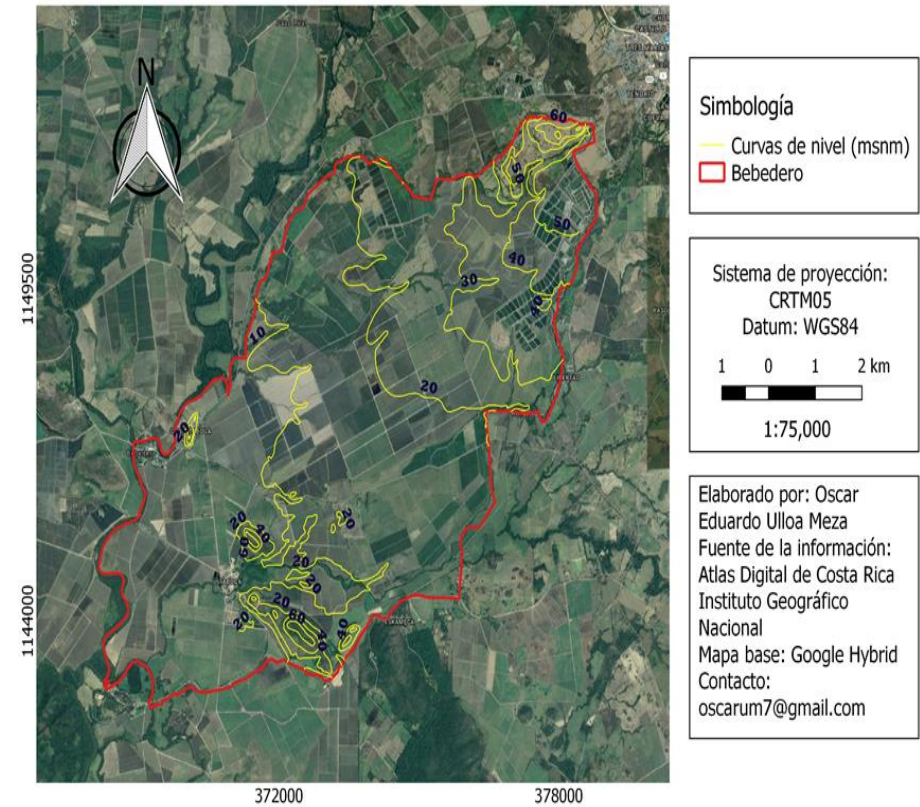 N
60
50
50
40
30
40
10
20
20
20
20
40
60
20
20
20
20
60
40
40
1149500
1144000
372000
378000
Simbología
Curvas de nivel (msnm)
Bebedero
Sistema de proyección:
CRTM05
Datum: WGS84
1 0 1 2 km
1:75,000
Elaborado por: Oscar
Eduardo Ulloa Meza
Fuente de la información:
Atlas Digital de Costa Rica
Instituto Geográfico
Nacional
Mapa base: Google Hybrid
Contacto:
oscarum7@gmail.com